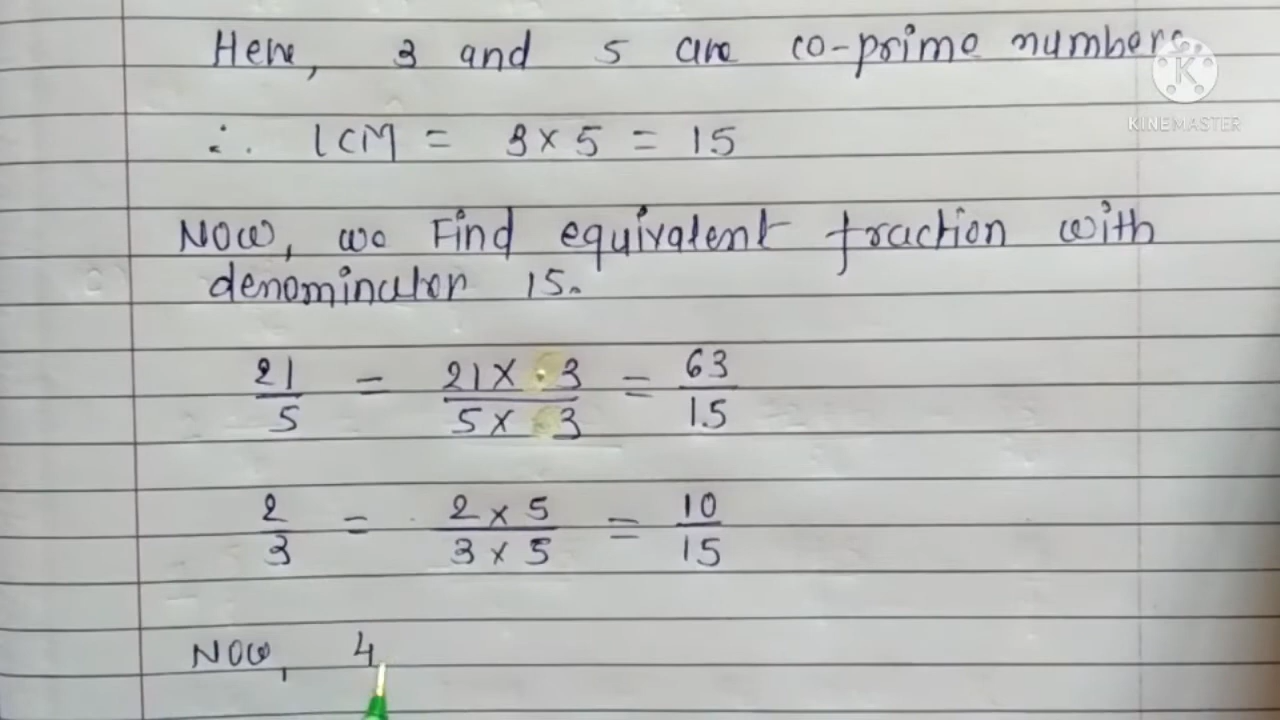 Here, 3 and 5 are co-prime numbers.
K
KINEMASTER
∴ LCM = 3 × 5 = 15
Now, we Find equivalent fraction with
denominator 15.
21/5 = 21 × 3/5 × 3 = 63/15
2/3 = 2 × 5/3 × 5 = 10/15
Now, 4